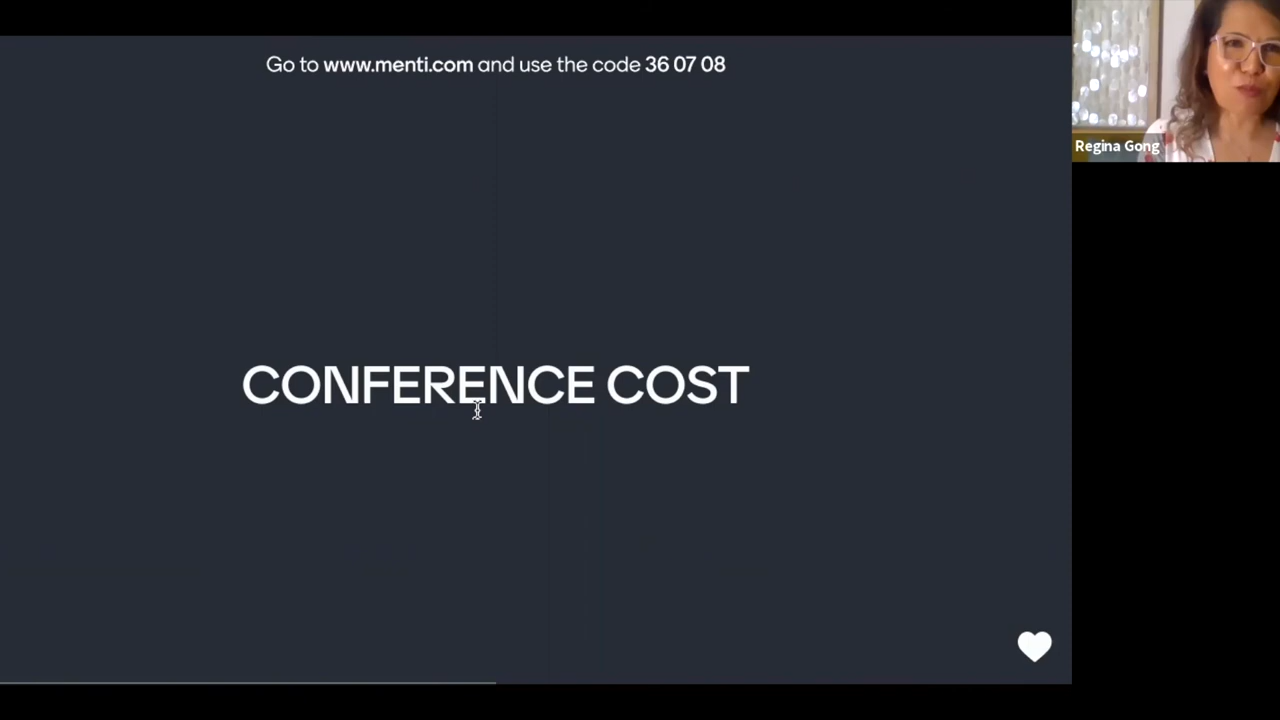 Go to www.menti.com and use the code 36 07 08
Regina Gong
CONFERENCE COST